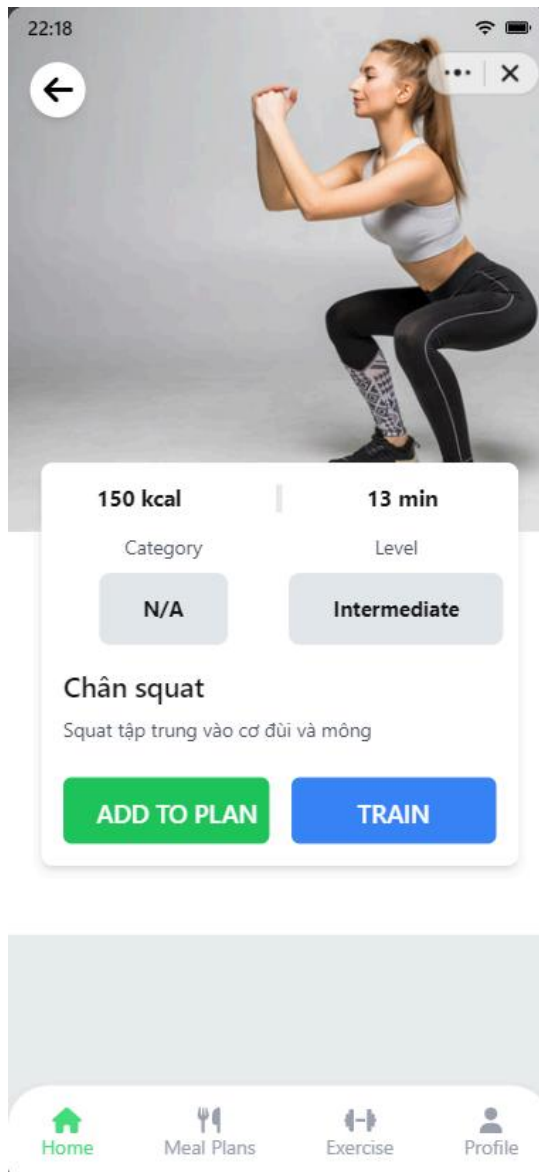 22:18
150 kcal
13 min
Category
Level
N/A
Intermediate
Chân squat
Squat tập trung vào cơ đùi và mông
ADD TO PLAN
TRAIN
Home
Meal Plans
Exercise
Profile